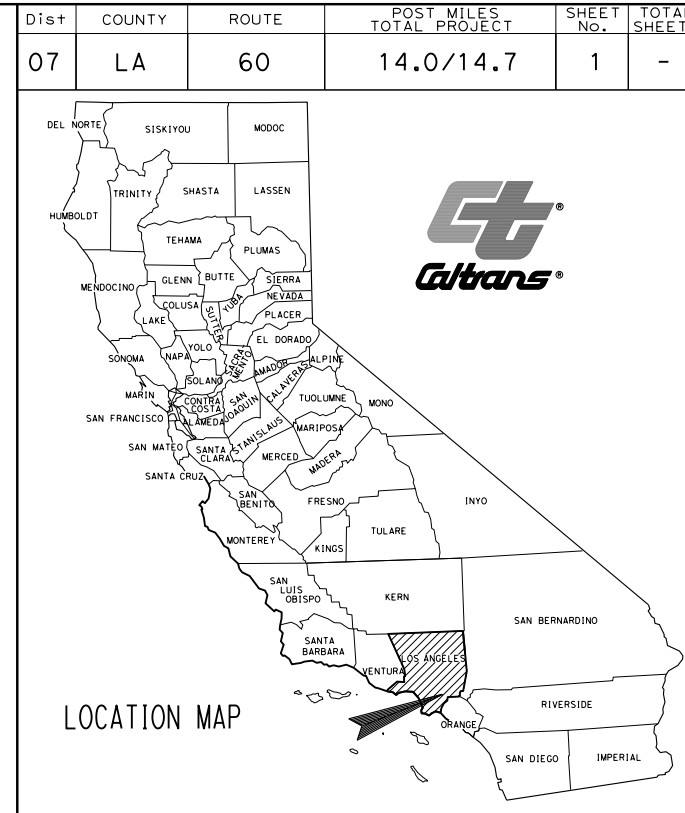 Dist COUNTY ROUTE POST MILES TOTAL PROJECT SHEET No. TOTAL SHEET
07 LA 60 14.0/14.7 1 -
DEL NORTE
SISKIYOU
MODOC
TRINITY
SHASTA
LASSEN
HUMBOLDT
TEHAMA
PLUMAS
ct ®
Caltrans ®
MENDOCINO
GLENN
BUTTE
SIERRA
NEVADA
YUBA
COLUSA
SUTTER
PLACER
LAKE
EL DORADO
YOLO
SONOMA
NAPA
SACRA-
MENTO
ALPINE
AMADOR
SOLANO
CALAVERAS
MARIN
CONTRA
COSTA
SAN
JOAQUIN
TUOLUMNE
MONO
SAN FRANCISCO
ALAMEDA
STANISLAUS
MARIPOSA
SAN MATEO
SANTA
CLARA
MERCED
MADERA
SANTA CRUZ
SAN
BENITO
FRESNO
INYO
MONTEREY
KINGS
TULARE
SAN
LUIS
OBISPO
KERN
SAN BERNARDINO
SANTA
BARBARA
VENTURA
LOS ANGELES
LOCATION MAP
ORANGE
RIVERSIDE
SAN DIEGO
IMPERIAL